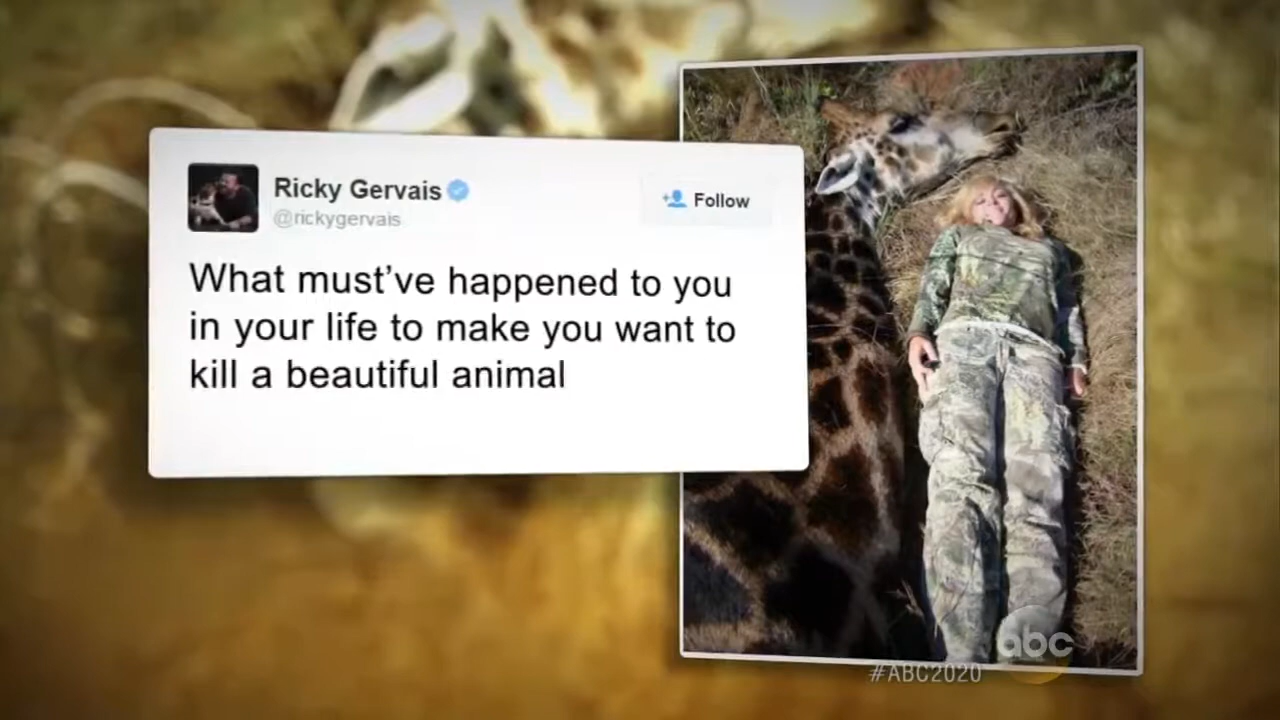 Ricky Gervais
Follow
@rickygervais
What must've happened to you
in your life to make you want to
kill a beautiful animal
abc
#ABC2020